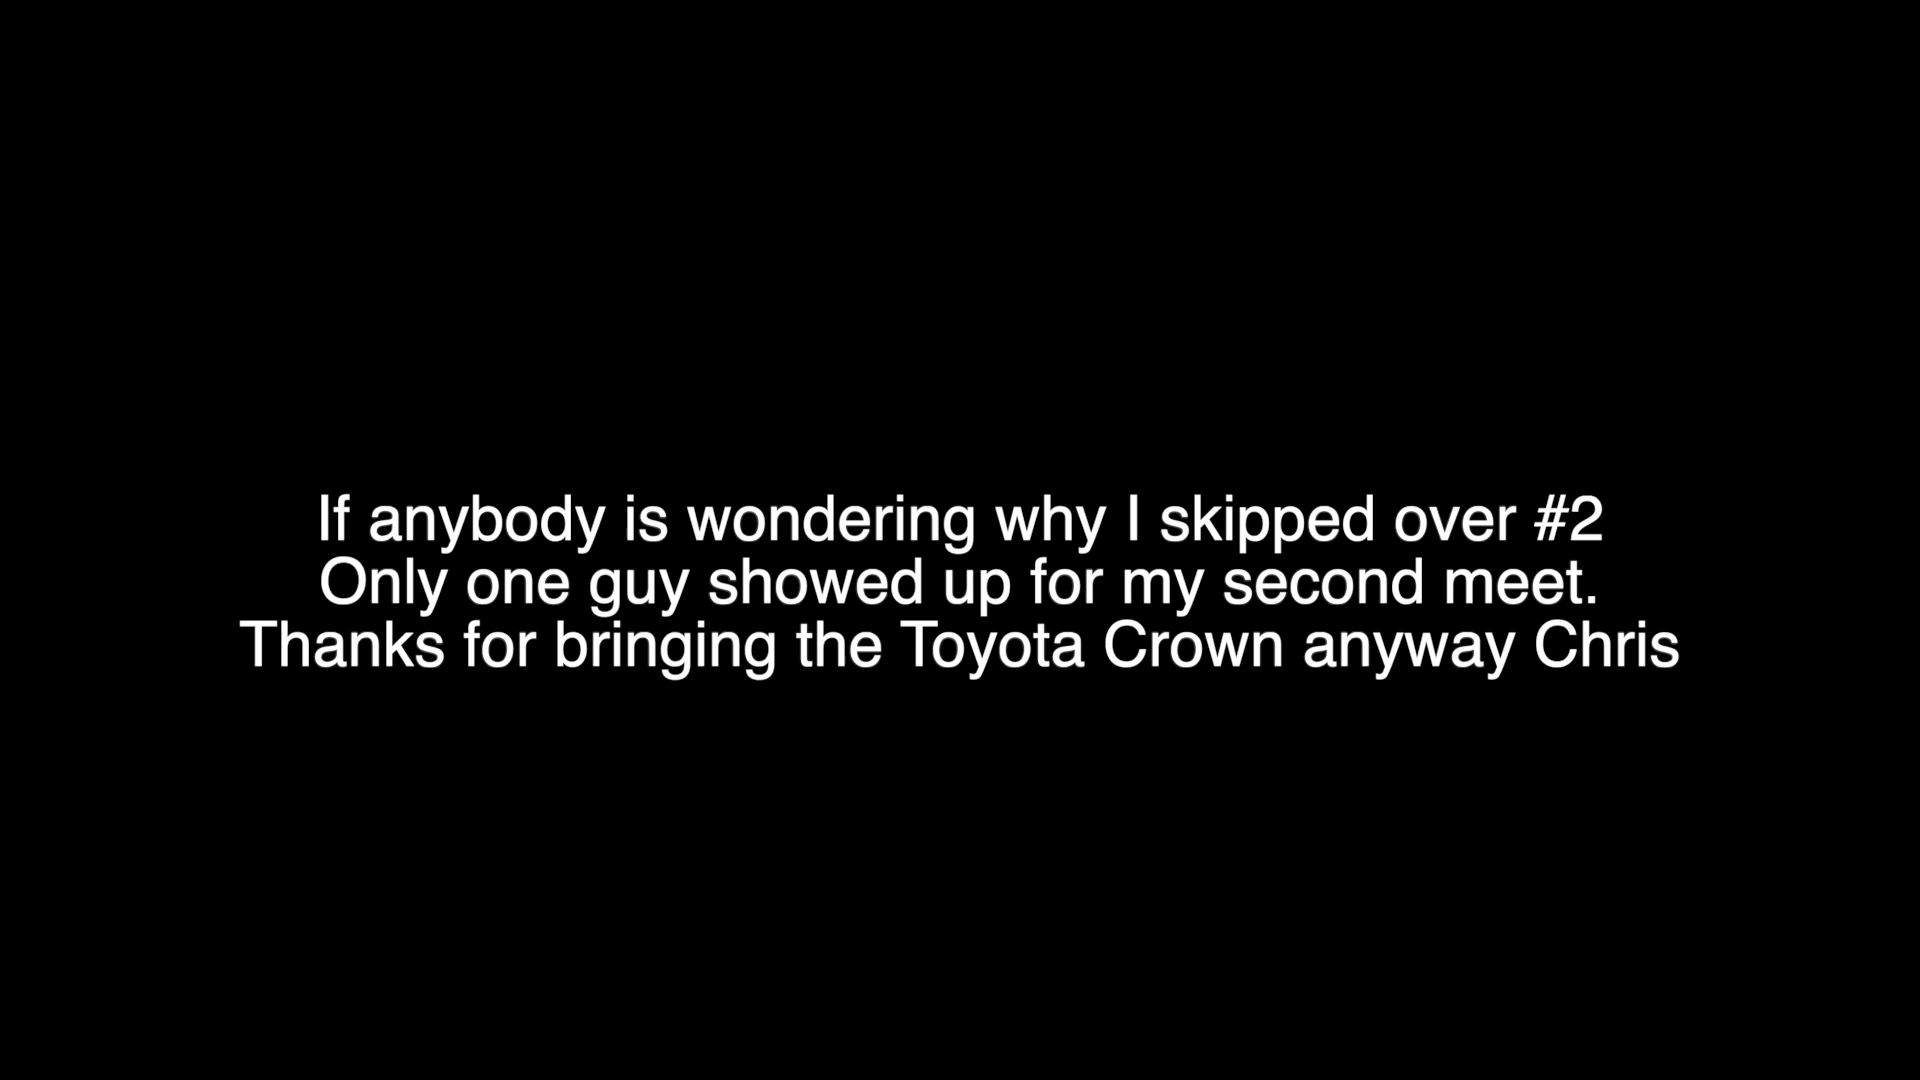 If anybody is wondering why I skipped over #2
Only one guy showed up for my second meet.
Thanks for bringing the Toyota Crown anyway Chris